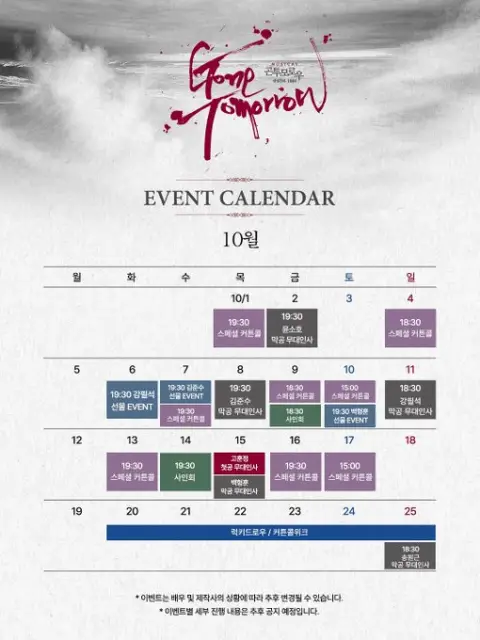 Gone
MUSICAL
곤투모로우
Tomorrow
EVENT CALENDAR
10월
월 화 수 목 금 토 일
10/1 2 3 4
19:30
스페셜 커튼콜
19:30
윤소호
막공 무대인사
18:30
스페셜 커튼콜
5 6 7 8 9 10 11
19:30 강필석
선물 EVENT
19:30 김준수
선물 EVENT
19:30
스페셜 커튼콜
19:30
김준수
막공 무대인사
18:30
스페셜 커튼콜
18:30
사인회
15:00
스페셜 커튼콜
19:30 백형훈
선물 EVENT
18:30
강필석
막공 무대인사
12 13 14 15 16 17 18
19:30
스페셜 커튼콜
19:30
사인회
고훈정
첫공 무대인사
백형훈
막공 무대인사
19:30
스페셜 커튼콜
15:00
스페셜 커튼콜
19 20 21 22 23 24 25
럭키드로우 / 커튼콜위크
18:30
송원근
막공 무대인사
* 이벤트는 배우 및 제작사의 상황에 따라 추후 변경될 수 있습니다.
* 이벤트별 세부 진행 내용은 추후 공지 예정입니다.